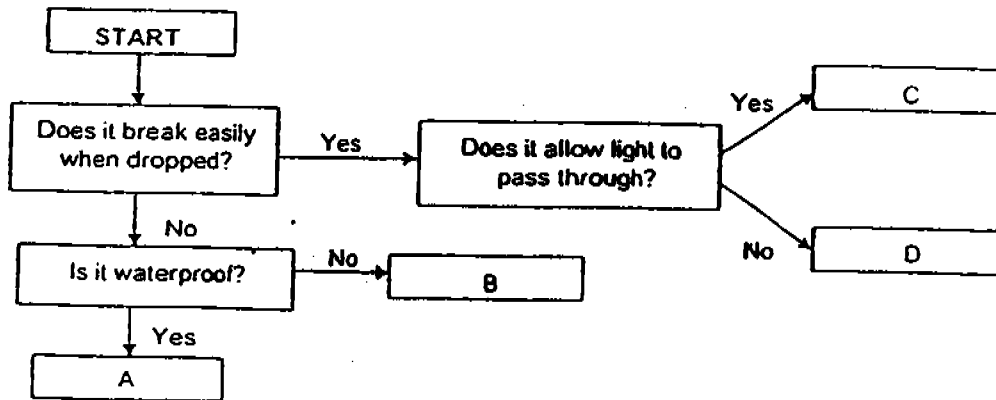 START
Does it break easily
when dropped?
Yes
Does it allow light to
pass through?
Yes
C
No
D
No
Is it waterproof?
No
B
Yes
A